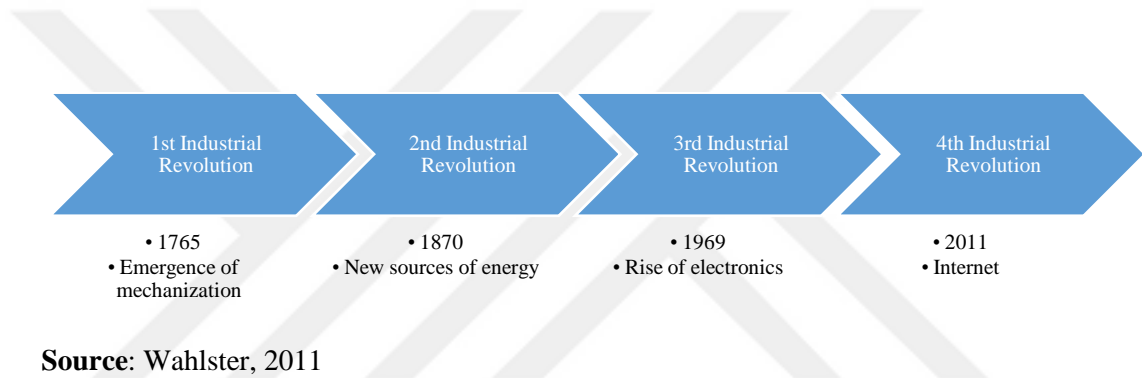 1st Industrial
Revolution
2nd Industrial
Revolution
3rd Industrial
Revolution
4th Industrial
Revolution
• 1765
• Emergence of
mechanization
• 1870
• New sources of energy
• 1969
• Rise of electronics
• 2011
• Internet
Source: Wahlster, 2011